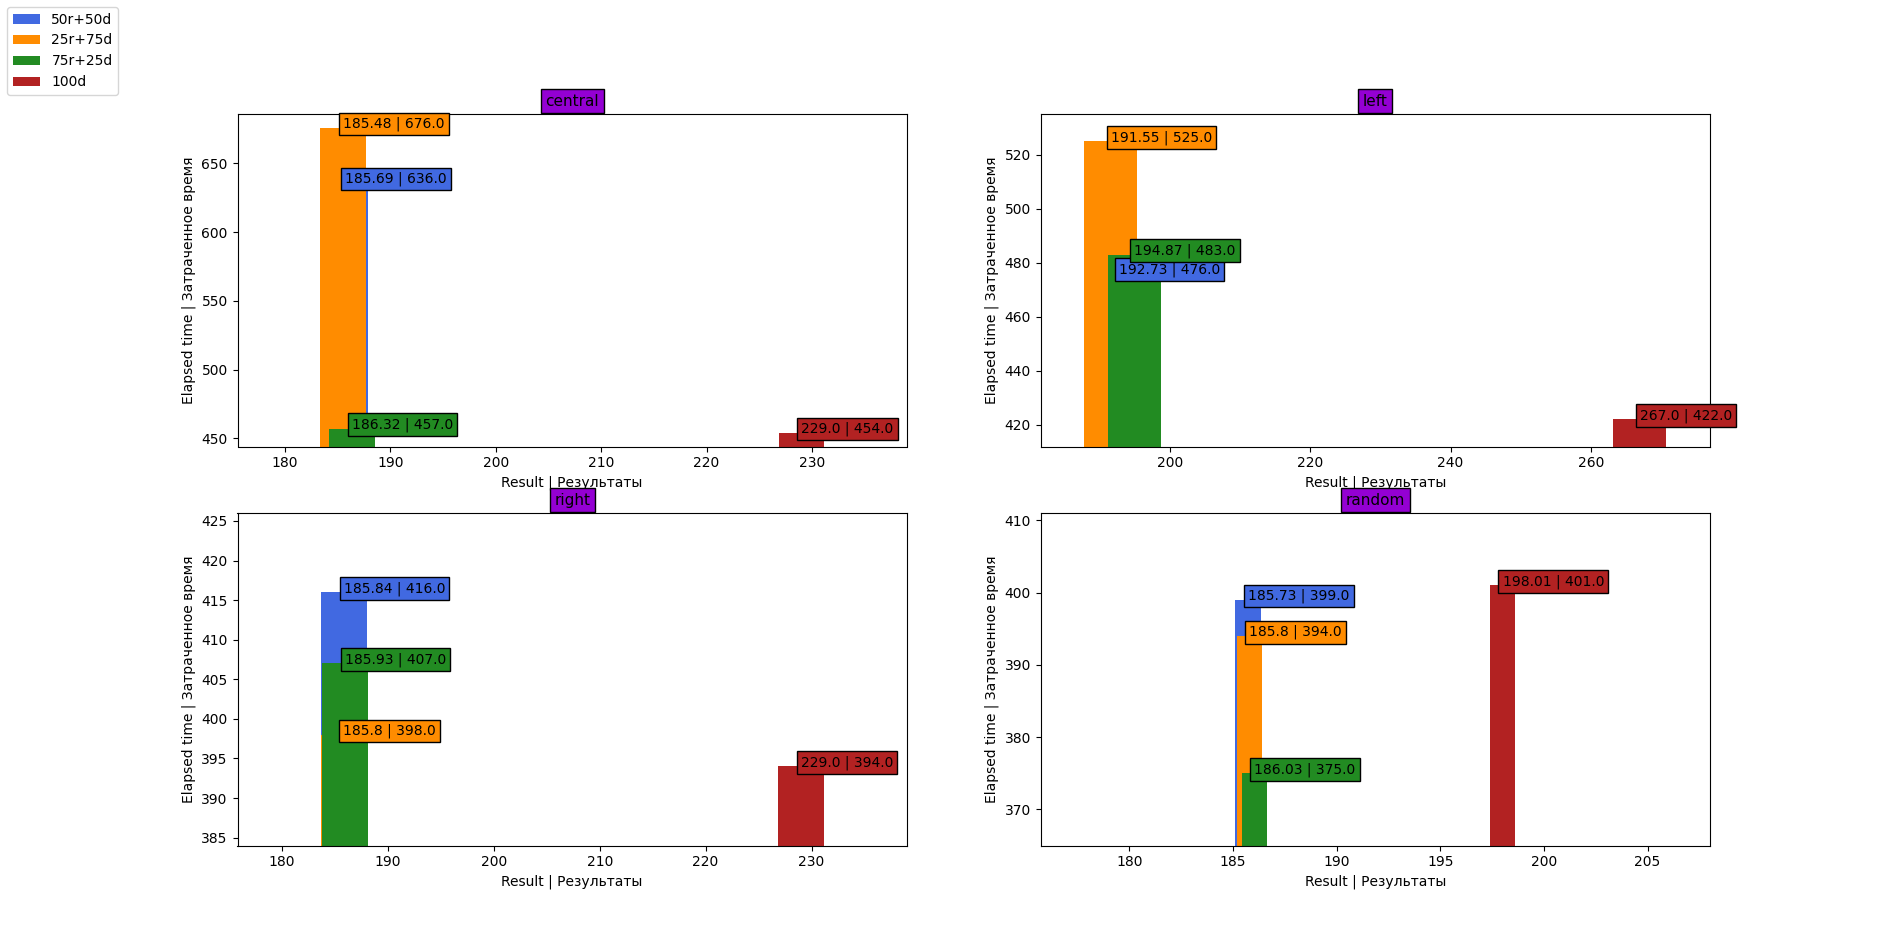 50r+50d
25r+75d
75r+25d
100d
central
185.48 | 676.0
185.69 | 636.0
186.32 | 457.0
229.0 | 454.0
650
600
550
500
450
Elapsed time | Затраченное время
180 190 200 210 220 230
Result | Результаты
left
191.55 | 525.0
194.87 | 483.0
192.73 | 476.0
267.0 | 422.0
520
500
480
460
440
420
Elapsed time | Затраченное время
200 220 240 260
Result | Результаты
right
185.84 | 416.0
185.93 | 407.0
185.8 | 398.0
229.0 | 394.0
425
420
415
410
405
400
395
390
385
Elapsed time | Затраченное время
180 190 200 210 220 230
Result | Результаты
random
198.01 | 401.0
185.73 | 399.0
185.8 | 394.0
186.03 | 375.0
410
400
390
380
370
Elapsed time | Затраченное время
180 185 190 195 200 205
Result | Результаты